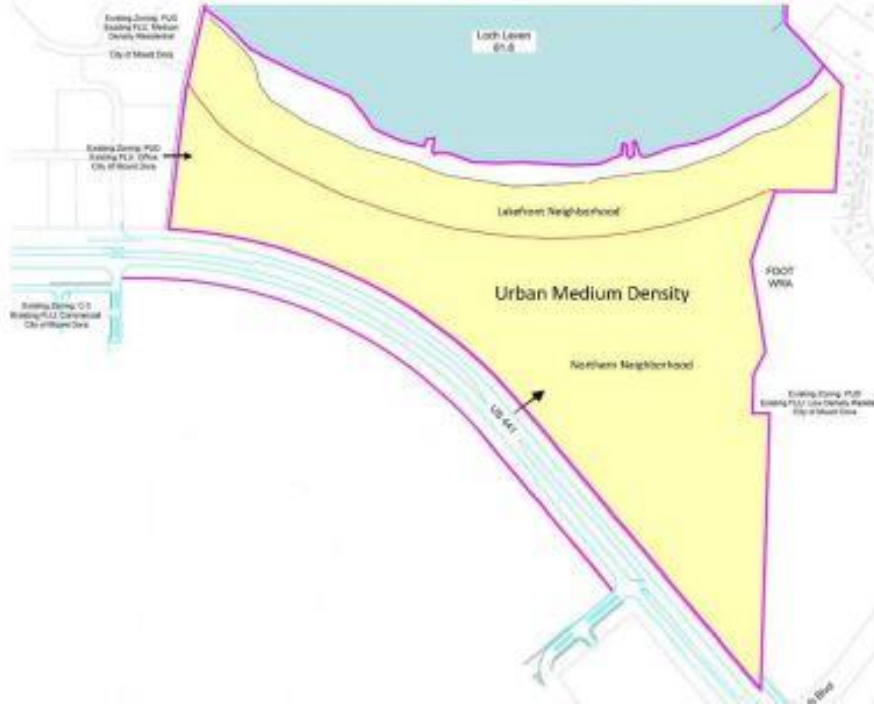 Existing Zoning: PUD
Existing FLU: Medium
Density Residential
City of Mount Dora
Loch Leven
61.6
Existing Zoning: PUD
Existing FLU: Office
City of Mount Dora
Lakefront Neighborhood
FDOT
WRA
Urban Medium Density
Existing Zoning: C-3
Existing FLU: Commercial
City of Mount Dora
Northern Neighborhood
Existing Zoning: PUD
Existing FLU: Low Density Reside
City of Mount Dora
US 441
Blvd